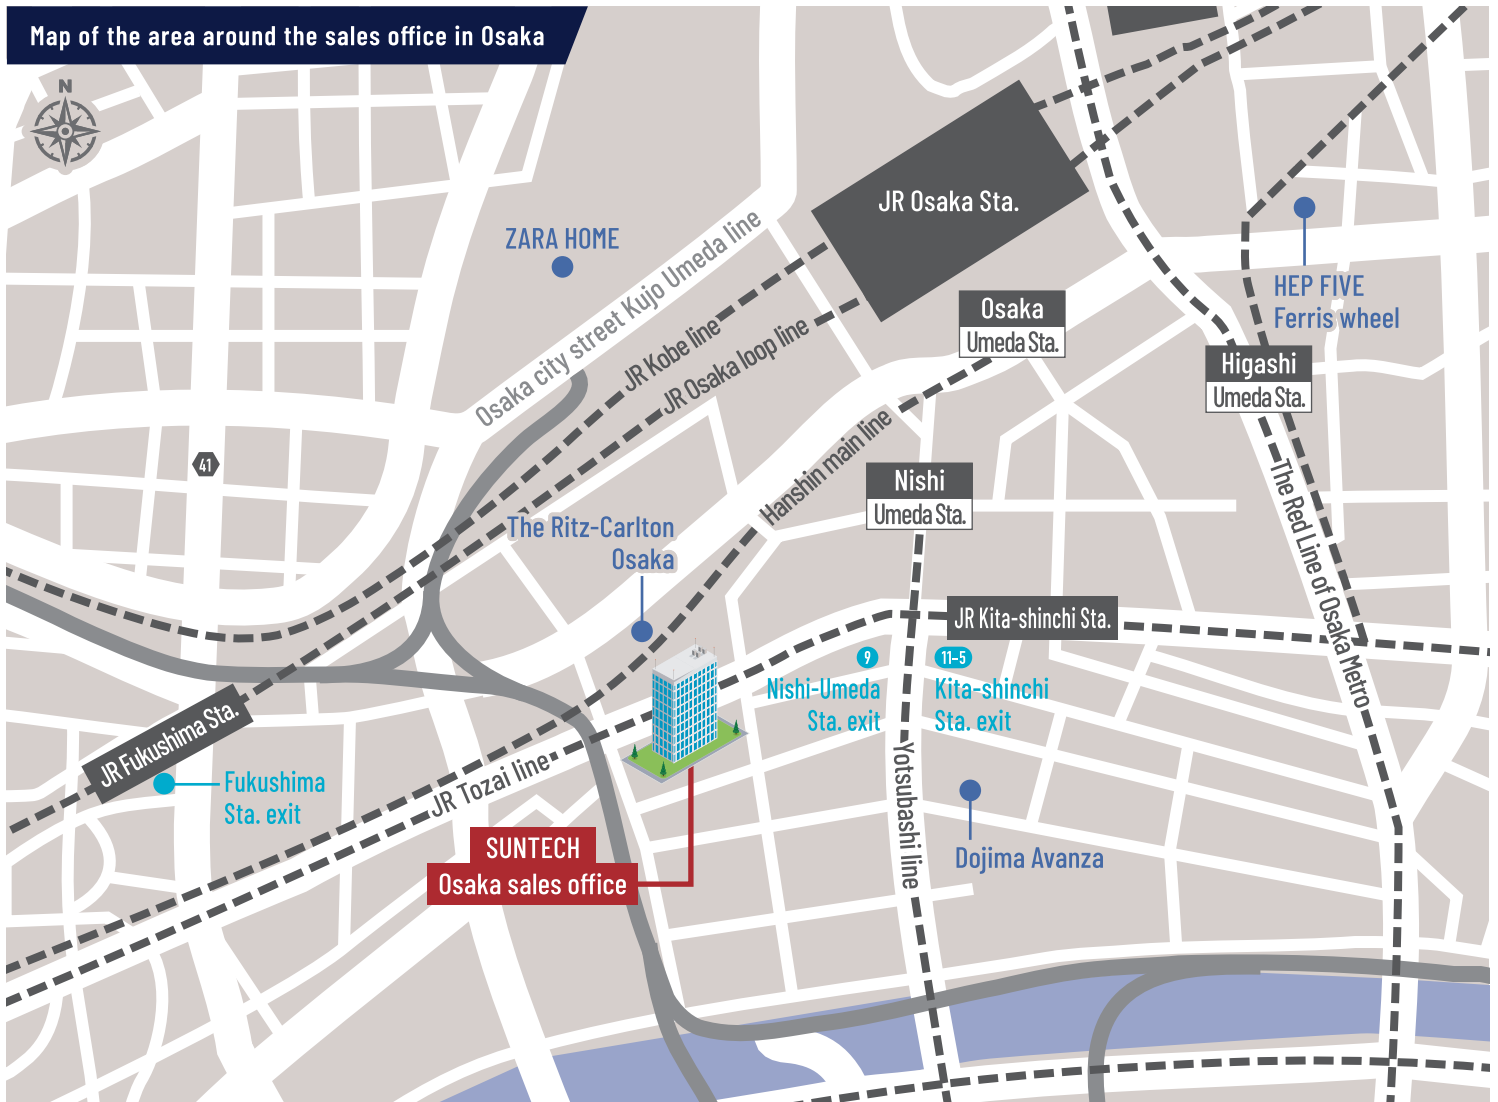 Map of the area around the sales office in Osaka
N
JR Osaka Sta.
ZARA HOME
Osaka city street Kujo Umeda line
HEP FIVE
Ferris wheel
Osaka
Umeda Sta.
JR Kobe line
JR Osaka loop line
Higashi
Umeda Sta.
41
Hanshin main line
Nishi
Umeda Sta.
The Red Line of Osaka Metro
The Ritz-Carlton
Osaka
JR Kita-shinchi Sta.
9
Nishi-Umeda
Sta. exit
11-5
Kita-shinchi
Sta. exit
JR Fukushima Sta.
Fukushima
Sta. exit
JR Tozai line
Yotsubashi line
Dojima Avanza
SUNTECH
Osaka sales office